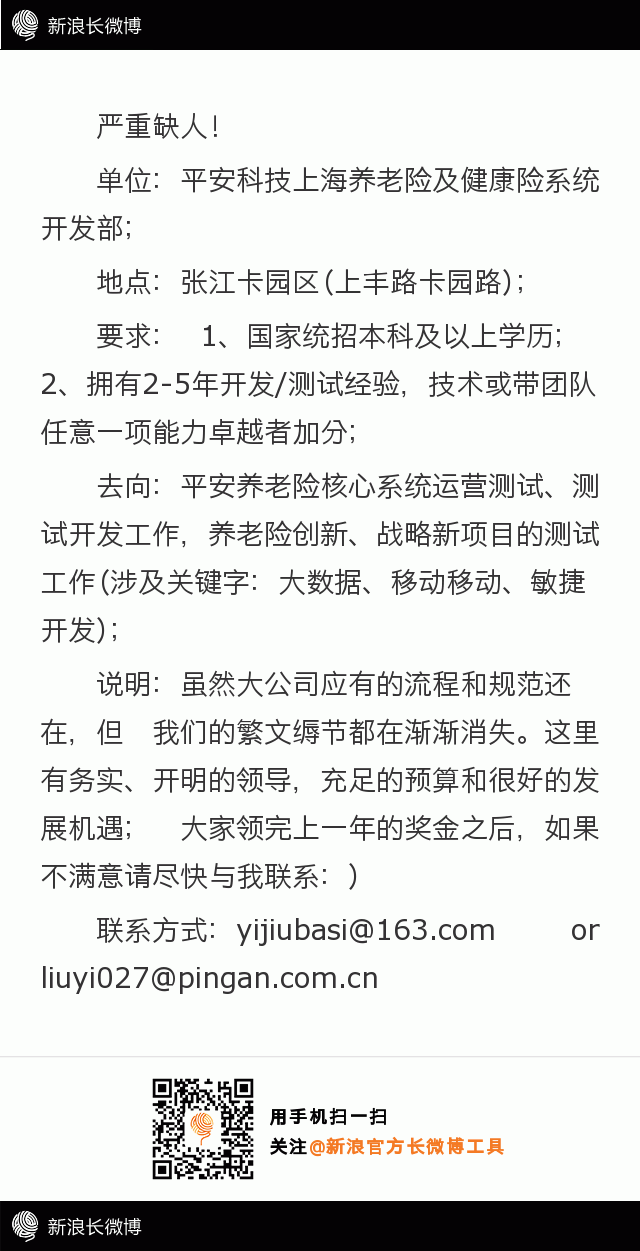 新浪长微博
严重缺人！
单位：平安科技上海养老险及健康险系统
开发部；
地点：张江卡园区(上丰路卡园路)；
要求： 1、国家统招本科及以上学历；
2、拥有2-5年开发/测试经验，技术或带团队
任意一项能力卓越者加分；
去向：平安养老险核心系统运营测试、测
试开发工作，养老险创新、战略新项目的测试
工作(涉及关键字：大数据、移动移动、敏捷
开发)；
说明：虽然大公司应有的流程和规范还
在，但 我们的繁文缛节都在渐渐消失。这里
有务实、开明的领导，充足的预算和很好的发
展机遇； 大家领完上一年的奖金之后，如果
不满意请尽快与我联系：)
联系方式：yijiubasi@163.com or
liuyi027@pingan.com.cn
用手机扫一扫
关注@新浪官方长微博工具
新浪长微博